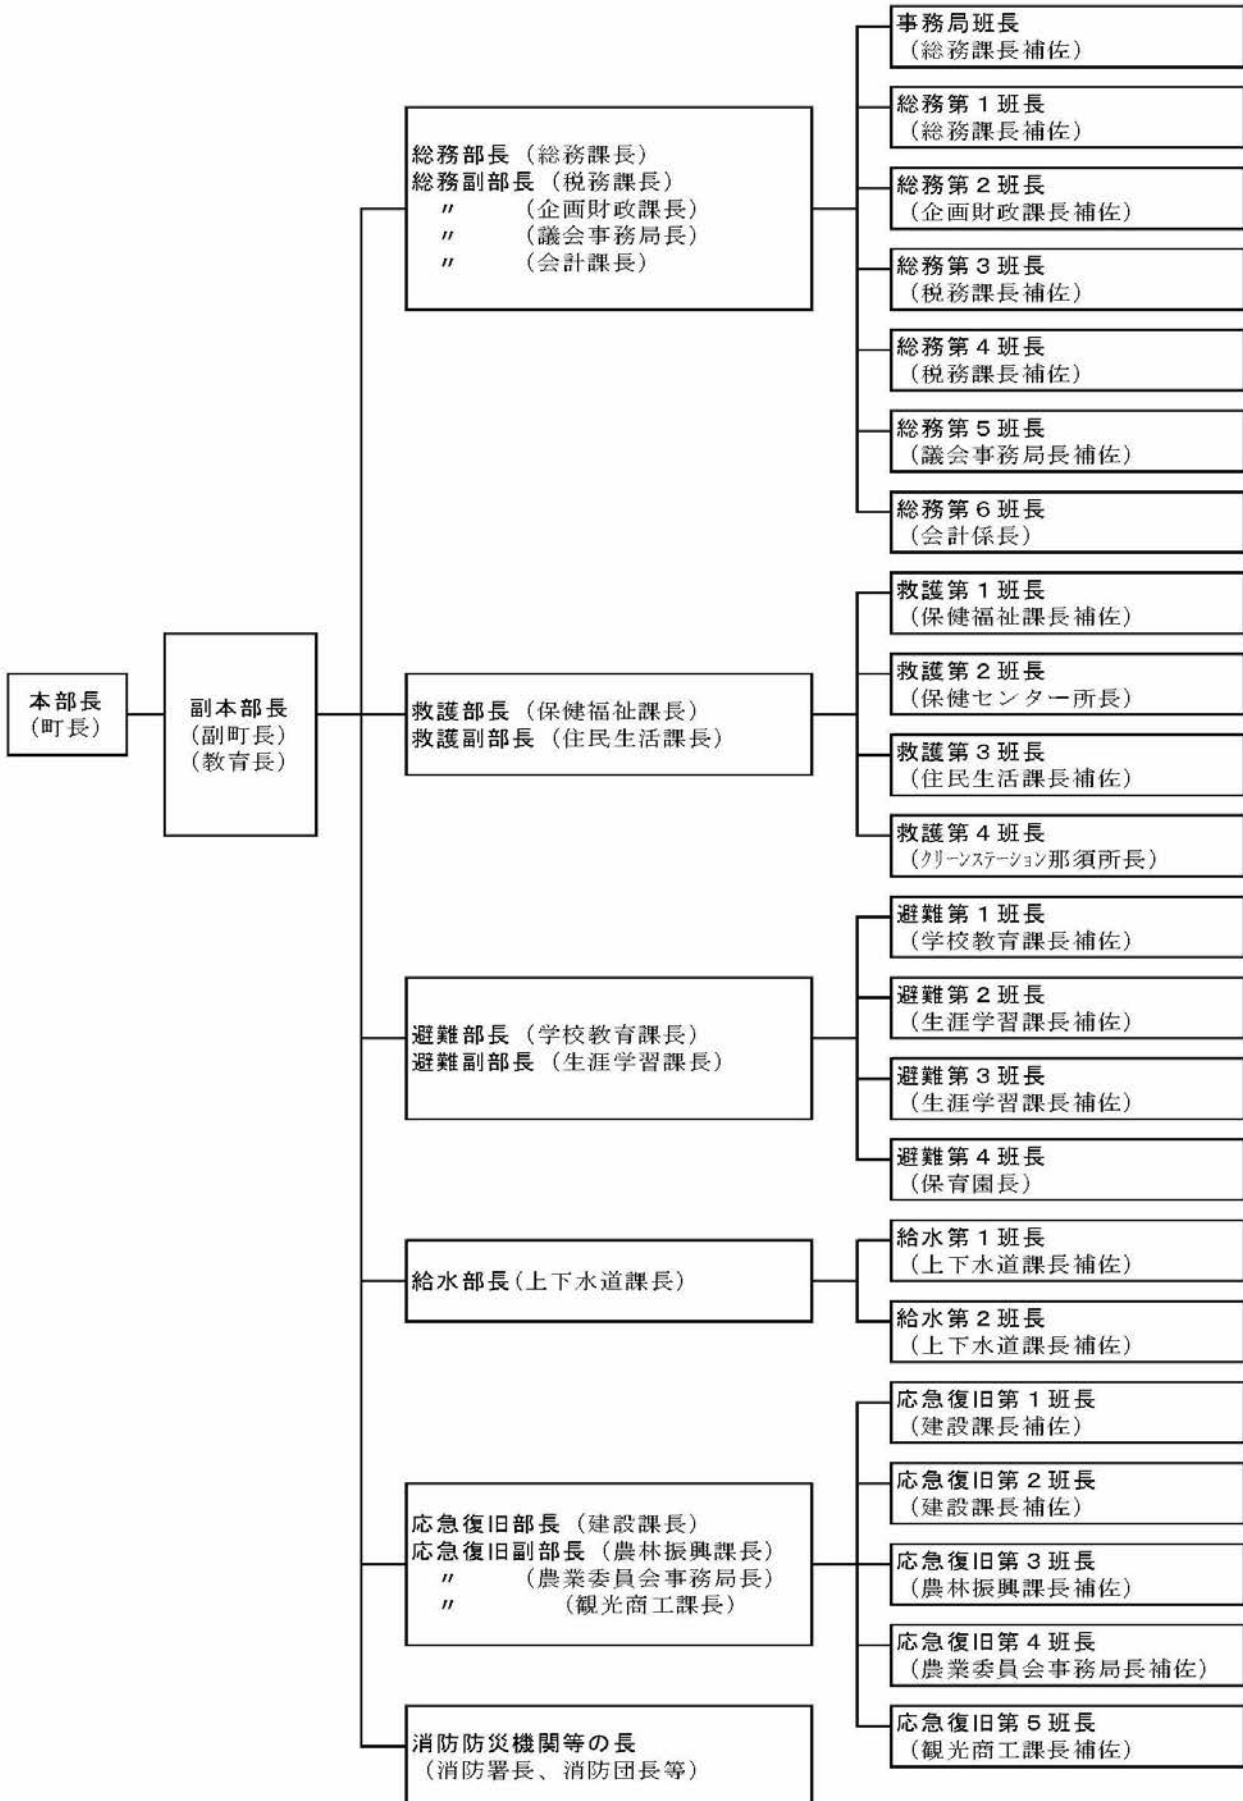 本部長
(町長)
副本部長
(副町長)
(教育長)
総務部長(総務課長)
総務副部長(税務課長)
〃 (企画財政課長)
〃 (議会事務局長)
〃 (会計課長)
事務局班長
(総務課長補佐)
総務第1班長
(総務課長補佐)
総務第2班長
(企画財政課長補佐)
総務第3班長
(税務課長補佐)
総務第4班長
(税務課長補佐)
総務第5班長
(議会事務局長補佐)
総務第6班長
(会計係長)
救護部長(保健福祉課長)
救護副部長(住民生活課長)
救護第1班長
(保健福祉課長補佐)
救護第2班長
(保健センター所長)
救護第3班長
(住民生活課長補佐)
救護第4班長
(クリーンステーション那須所長)
避難部長(学校教育課長)
避難副部長(生涯学習課長)
避難第1班長
(学校教育課長補佐)
避難第2班長
(生涯学習課長補佐)
避難第3班長
(生涯学習課長補佐)
避難第4班長
(保育園長)
給水部長(上下水道課長)
給水第1班長
(上下水道課長補佐)
給水第2班長
(上下水道課長補佐)
応急復旧部長(建設課長)
応急復旧副部長(農林振興課長)
〃 (農業委員会事務局長)
〃 (観光商工課長)
応急復旧第1班長
(建設課長補佐)
応急復旧第2班長
(建設課長補佐)
応急復旧第3班長
(農林振興課長補佐)
応急復旧第4班長
(農業委員会事務局長補佐)
応急復旧第5班長
(観光商工課長補佐)
消防防災機関等の長
(消防署長、消防団長等)